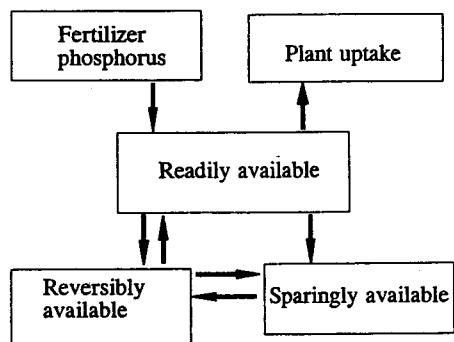 Fertilizer
phosphorus
Plant uptake
Readily available
Reversibly
available
Sparingly available